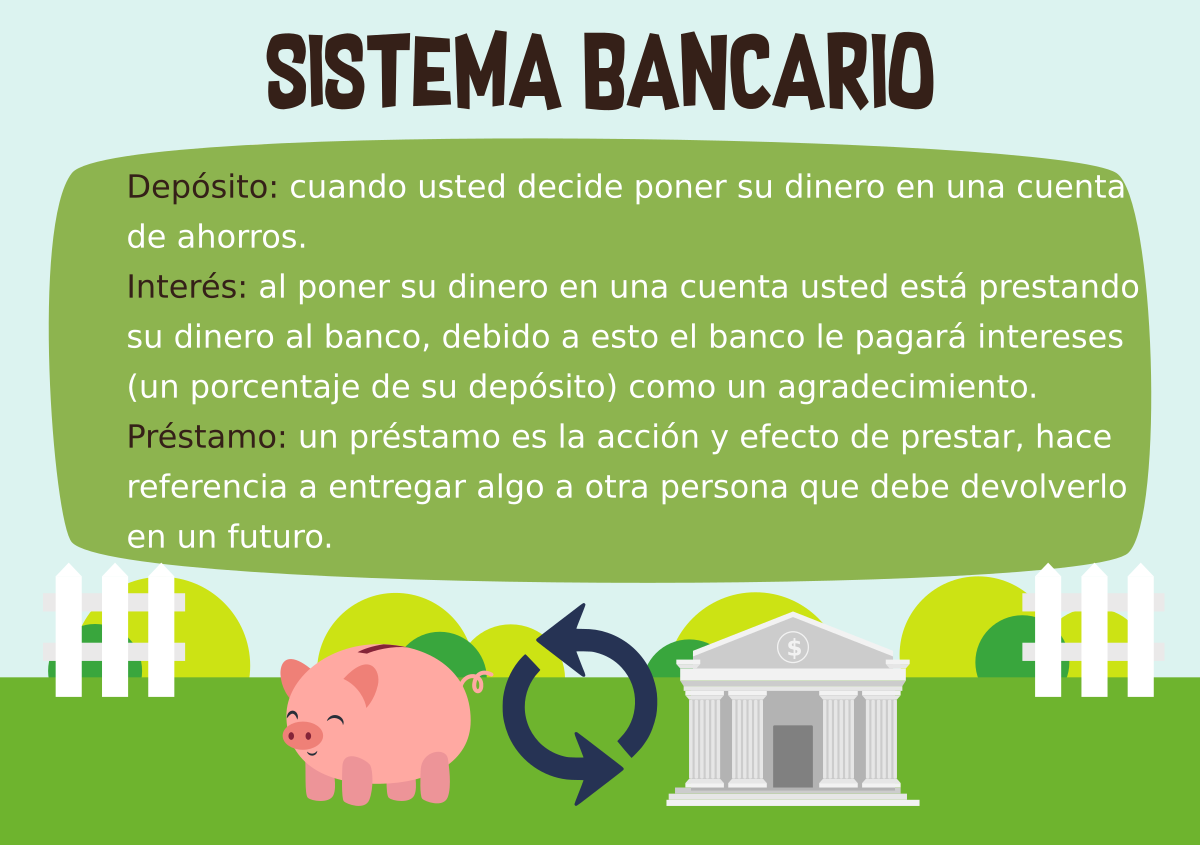 SISTEMA BANCARIO
Depósito: cuando usted decide poner su dinero en una cuenta
de ahorros.
Interés: al poner su dinero en una cuenta usted está prestando
su dinero al banco, debido a esto el banco le pagará intereses
(un porcentaje de su depósito) como un agradecimiento.
Préstamo: un préstamo es la acción y efecto de prestar, hace
referencia a entregar algo a otra persona que debe devolverlo
en un futuro.
$